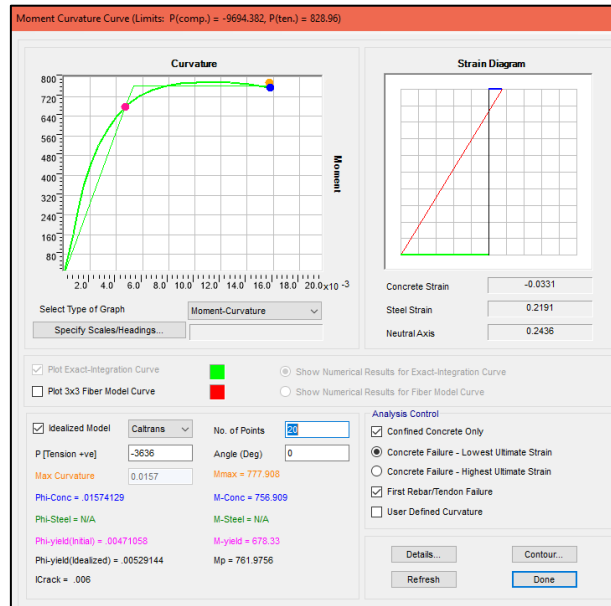 Moment Curvature Curve (Limits: P(comp.) = -9694.382, P(ten.) = 828.96)
Curvature
800
720
640
560
480
400
320
240
160
80
Moment
2.0 4.0 6.0 8.0 10.0 12.0 14.0 16.0 18.0 20.0 x10 -3
Select Type of Graph
Moment-Curvature
Specify Scales/Headings...
Strain Diagram
Concrete Strain
-0.0331
Steel Strain
0.2191
Neutral Axis
0.2436
Plot Exact-Integration Curve
Show Numerical Results for Exact-Integration Curve
Plot 3x3 Fiber Model Curve
Show Numerical Results for Fiber Model Curve
Idealized Model
Caltrans
No. of Points
20
P [Tension +ve]
-3636
Angle (Deg)
0
Max Curvature
0.0157
Mmax = 777.908
Phi-Conc = .01574129
M-Conc = 756.909
Phi-Steel = N/A
M-Steel = N/A
Phi-yield(Initial) = .00471058
M-yield = 678.33
Phi-yield(Idealized) = .00529144
Mp = 761.9756
ICrack = .006
Analysis Control
Confined Concrete Only
Concrete Failure - Lowest Ultimate Strain
Concrete Failure - Highest Ultimate Strain
First Rebar/Tendon Failure
User Defined Curvature
Details...
Contour...
Refresh
Done